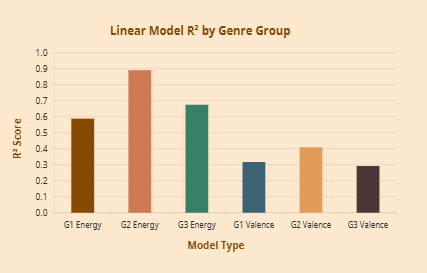 Linear Model R² by Genre Group
R² Score
1.0
0.9
0.8
0.7
0.6
0.5
0.4
0.3
0.2
0.1
0.0
G1 Energy G2 Energy G3 Energy G1 Valence G2 Valence G3 Valence
Model Type